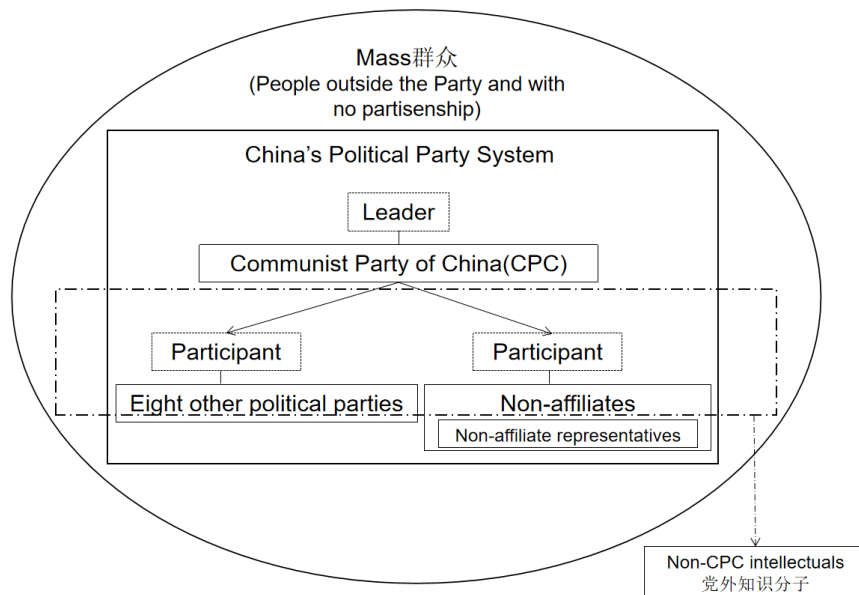 Mass群众
(People outside the Party and with
no partisenship)
China's Political Party System
Leader
Communist Party of China(CPC)
Participant
Participant
Eight other political parties
Non-affiliates
Non-affiliate representatives
Non-CPC intellectuals
党外知识分子